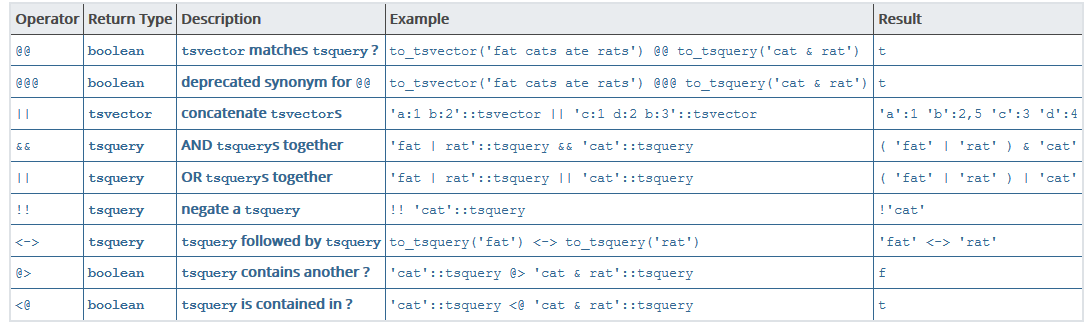 Operator Return Type Description Example Result
@@ boolean tsvector matches tsquery ? to_tsvector('fat cats ate rats') @@ to_tsquery('cat & rat') t
@@@ boolean deprecated synonym for @@ to_tsvector('fat cats ate rats') @@@ to_tsquery('cat & rat') t
|| tsvector concatenate tsvectors 'a:1 b:2'::tsvector || 'c:1 d:2 b:3'::tsvector 'a':1 'b':2,5 'c':3 'd':4
&& tsquery AND tsquerys together 'fat | rat'::tsquery && 'cat'::tsquery ( 'fat' | 'rat' ) & 'cat'
|| tsquery OR tsquerys together 'fat | rat'::tsquery || 'cat'::tsquery ( 'fat' | 'rat' ) | 'cat'
!! tsquery negate a tsquery !! 'cat'::tsquery !'cat'
<-> tsquery tsquery followed by tsquery to_tsquery('fat') <-> to_tsquery('rat') 'fat' <-> 'rat'
@> boolean tsquery contains another ? 'cat'::tsquery @> 'cat & rat'::tsquery f
<@ boolean tsquery is contained in ? 'cat'::tsquery <@ 'cat & rat'::tsquery t